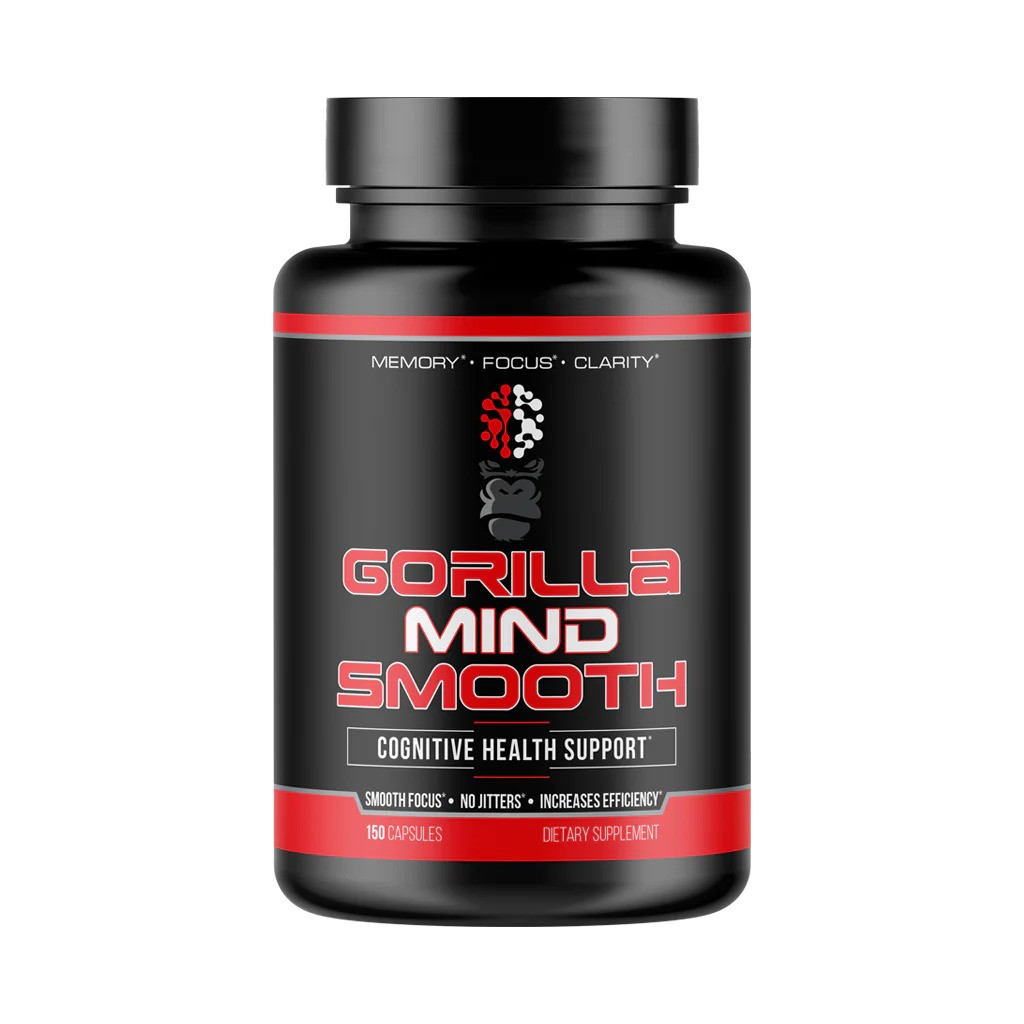 MEMORY* • FOCUS* • CLARITY*
GORILLA
MIND
SMOOTH
COGNITIVE HEALTH SUPPORT*
SMOOTH FOCUS* • NO JITTERS* • INCREASES EFFICIENCY*
150 CAPSULES DIETARY SUPPLEMENT